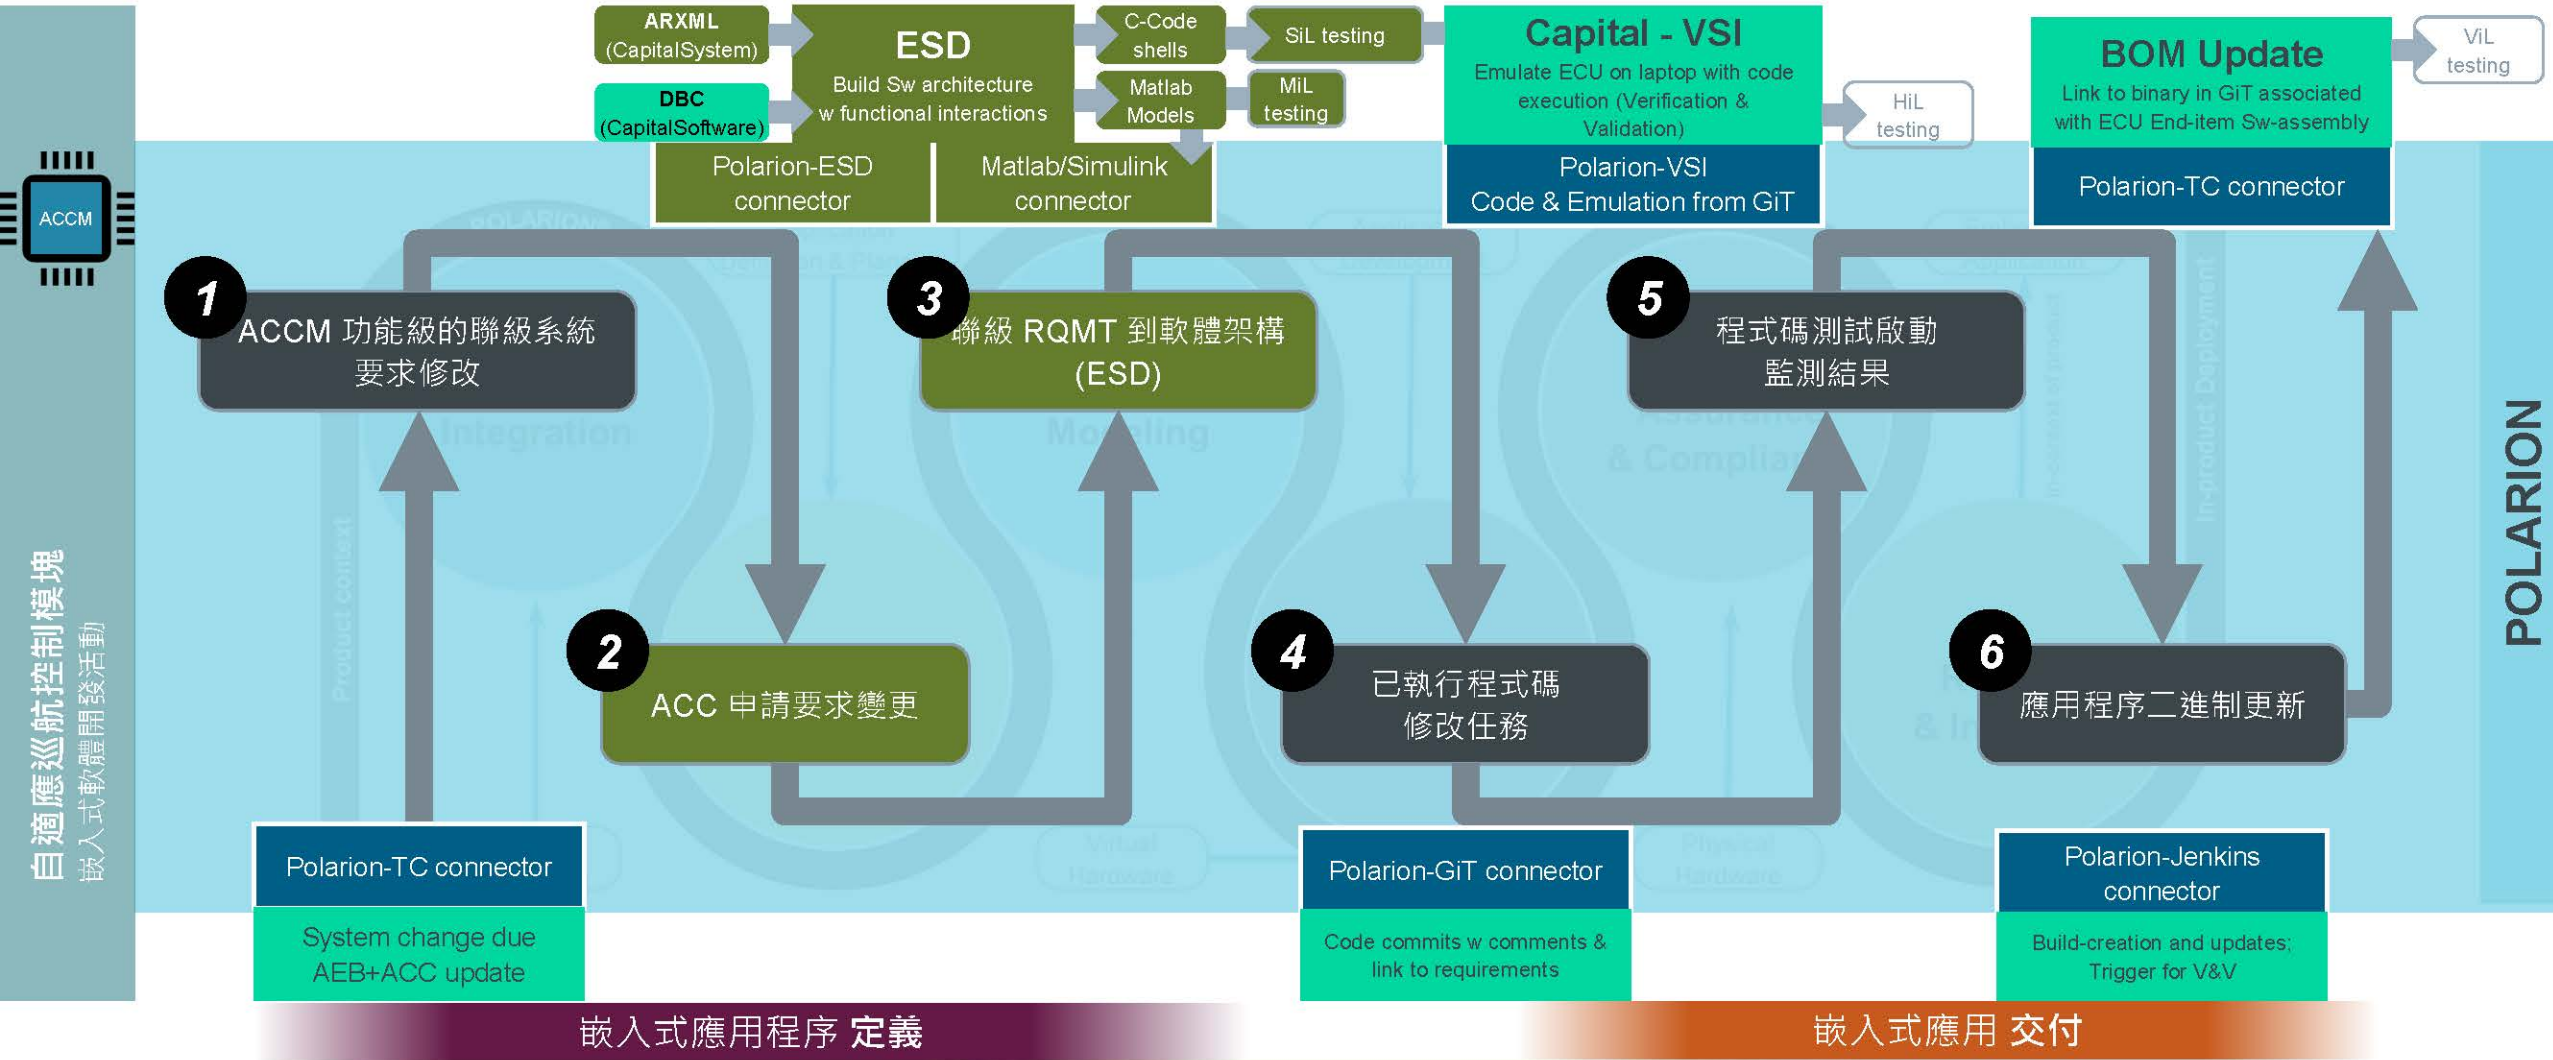 ARXML
(CapitalSystem)
DBC
(CapitalSoftware)
ESD
Build Sw architecture
w functional interactions
C-Code
shells
SiL testing
Matlab
Models
MiL
testing
Capital - VSI
Emulate ECU on laptop with code
execution (Verification &
Validation)
HiL
testing
BOM Update
Link to binary in GiT associated
with ECU End-item Sw-assembly
ViL
testing
Polarion-ESD
connector
Matlab/Simulink
connector
Polarion-VSI
Code & Emulation from GiT
Polarion-TC connector
ACCM
自適應巡航控制模塊
嵌入式軟體開發活動
1
ACCM 功能級的聯級系統
要求修改
2
ACC 申請要求變更
3
聯級 RQMT 到軟體架構
(ESD)
4
已執行程式碼
修改任務
5
程式碼測試啟動
監測結果
6
應用程序二進制更新
POLARION
Integration
Product context
In-product Deployment
Virtual
Hardware
Physical
Hardware
Polarion-TC connector
System change due
AEB+ACC update
Polarion-GiT connector
Code commits w comments &
link to requirements
Polarion-Jenkins
connector
Build-creation and updates;
Trigger for V&V
嵌入式應用程序 定義
嵌入式應用 交付